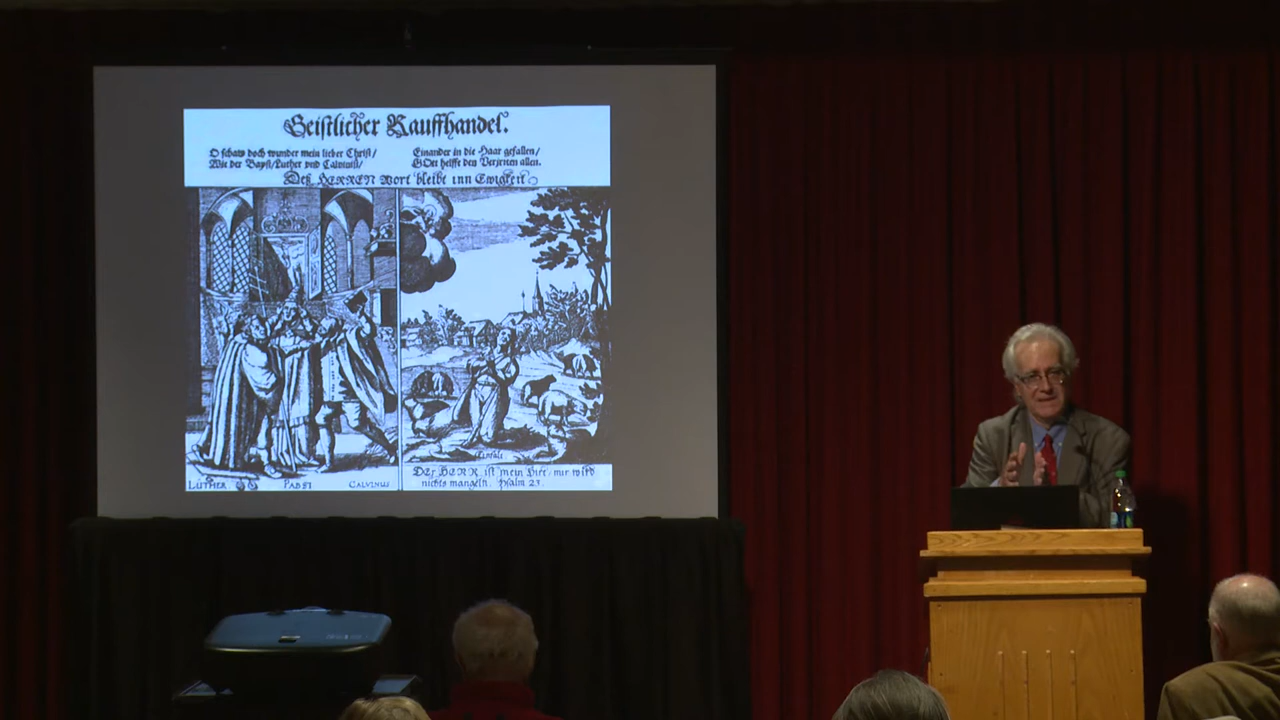 Geistlicher Rauffhandel.
O schaw doch wunder mein lieber Christ/
Wie der Bapst/Luther vnd Calvinist/
Einander in die Haar gefallen/
GOtt helffe den Verjrrten allen.
Deß HERREN Wort bleibt inn Ewigkeit
LUTHER.
PABST
CALVINUS
Einfalt
DEr HERR ist mein Hirt, mir wird
nichts mangeln. Psalm 23.